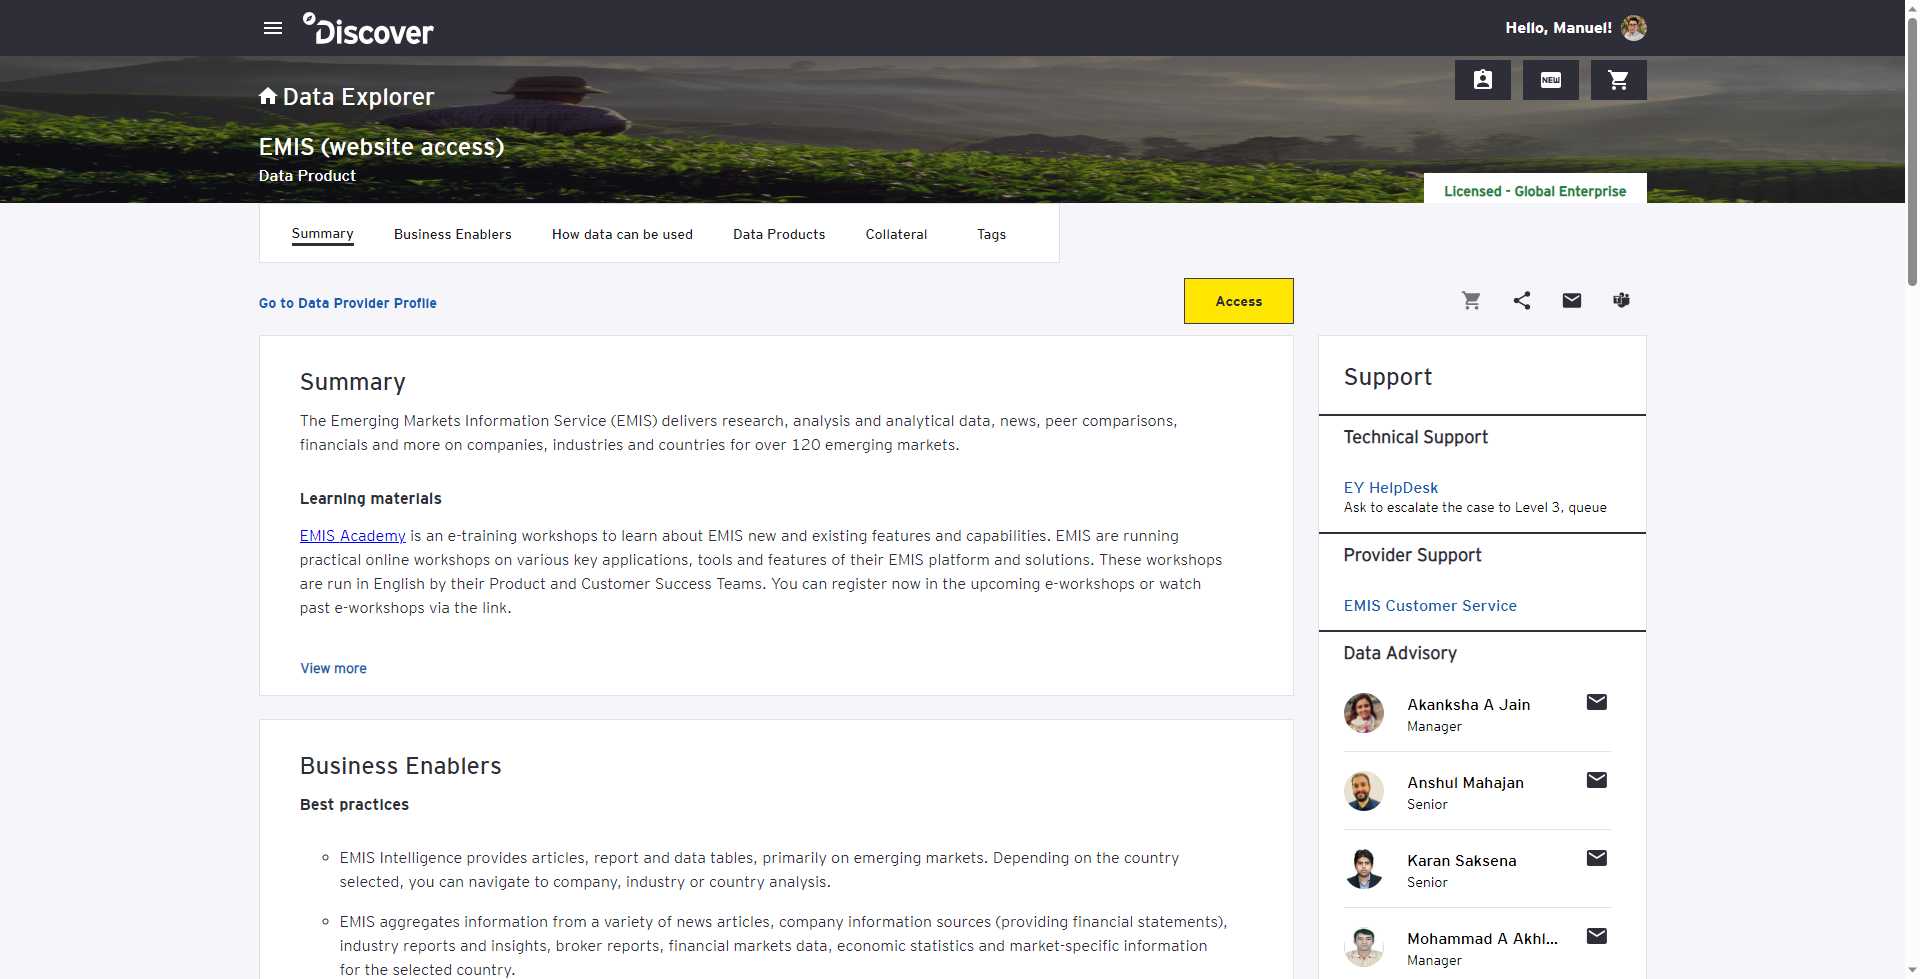 Discover
Hello, Manuel!
Data Explorer
NEW
EMIS (website access)
Data Product
Licensed - Global Enterprise
Summary
Business Enablers
How data can be used
Data Products
Collateral
Tags
Go to Data Provider Profile
Access
Summary
The Emerging Markets Information Service (EMIS) delivers research, analysis and analytical data, news, peer comparisons,
financials and more on companies, industries and countries for over 120 emerging markets.
Learning materials
EMIS Academy is an e-training workshops to learn about EMIS new and existing features and capabilities. EMIS are running
practical online workshops on various key applications, tools and features of their EMIS platform and solutions. These workshops
are run in English by their Product and Customer Success Teams. You can register now in the upcoming e-workshops or watch
past e-workshops via the link.
View more
Business Enablers
Best practices
EMIS Intelligence provides articles, report and data tables, primarily on emerging markets. Depending on the country
selected, you can navigate to company, industry or country analysis.
EMIS aggregates information from a variety of news articles, company information sources (providing financial statements),
industry reports and insights, broker reports, financial markets data, economic statistics and market-specific information
for the selected country.
Support
Technical Support
EY HelpDesk
Ask to escalate the case to Level 3, queue
Provider Support
EMIS Customer Service
Data Advisory
Akanksha A Jain
Manager
Anshul Mahajan
Senior
Karan Saksena
Senior
Mohammad A Akhl...
Manager